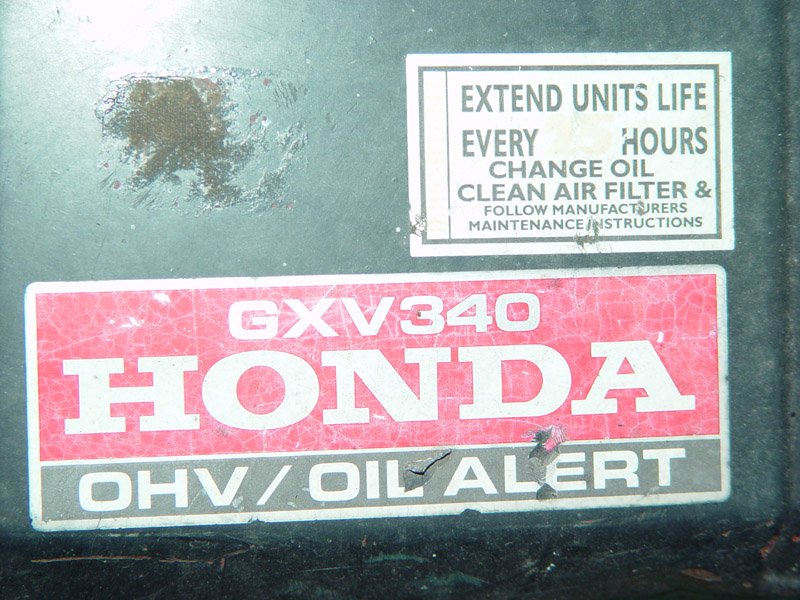 EXTEND UNITS LIFE
EVERY 25 HOURS
CHANGE OIL
CLEAN AIR FILTER &
FOLLOW MANUFACTURERS
MAINTENANCE INSTRUCTIONS
GXV340
HONDA
OHV / OIL ALERT